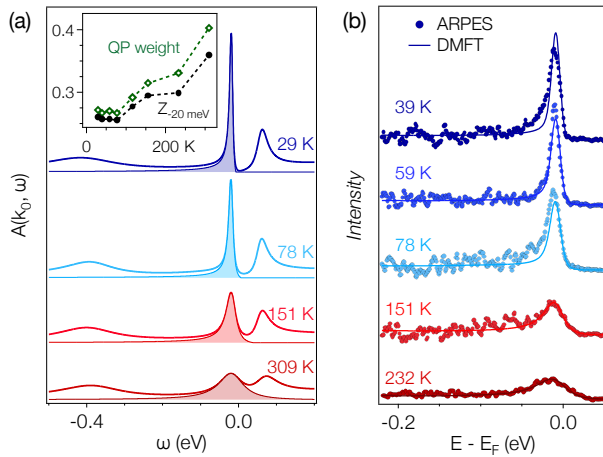 (a)
0.4
0.3
QP weight
Z-20 meV
0
200 K
29 K
78 K
151 K
309 K
A(k0, ω)
-0.4
0.0
ω (eV)
(b)
ARPES
DMFT
39 K
59 K
78 K
151 K
232 K
Intensity
-0.2
0.0
E - EF (eV)